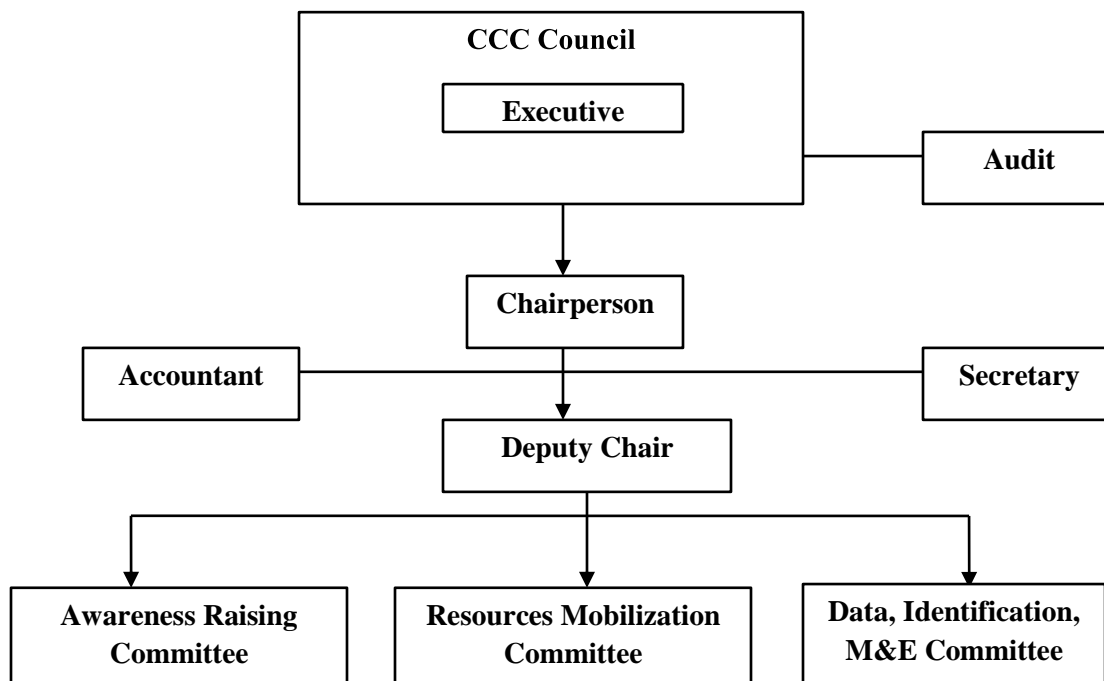 CCC Council
Executive
Audit
Chairperson
Accountant
Secretary
Deputy Chair
Awareness Raising
Committee
Resources Mobilization
Committee
Data, Identification,
M&E Committee